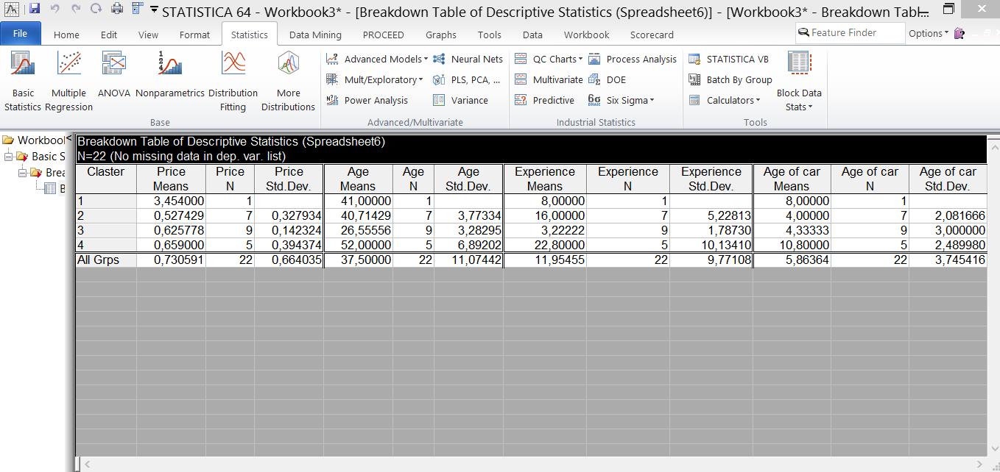 STATISTICA 64 - Workbook3* - [Breakdown Table of Descriptive Statistics (Spreadsheet6)] - [Workbook3* - Breakdown Tabl...
File Home Edit View Format Statistics Data Mining PROCEED Graphs Tools Data Workbook Scorecard Feature Finder Options
Advanced Models Neural Nets QC Charts Process Analysis STATISTICA VB
Mult/Exploratory PLS, PCA, ... Multivariate DOE Batch By Group
Basic Multiple ANOVA Nonparametrics Distribution More Power Analysis Variance Predictive Six Sigma Calculators Block Data
Statistics Regression Fitting Distributions Stats
Base Advanced/Multivariate Industrial Statistics Tools
Workbool Breakdown Table of Descriptive Statistics (Spreadsheet6)
Basic S N=22 (No missing data in dep. var. list)
Brea Claster Price Price Price Age Age Age Experience Experience Experience Age of car Age of car Age of car
B Means N Std.Dev. Means N Std.Dev. Means N Std.Dev. Means N Std.Dev.
1 3,454000 1 41,00000 1 8,00000 1 8,00000 1
2 0,527429 7 0,327934 40,71429 7 3,77334 16,00000 7 5,22813 4,00000 7 2,081666
3 0,625778 9 0,142324 26,55556 9 3,28295 3,22222 9 1,78730 4,33333 9 3,000000
4 0,659000 5 0,394374 52,00000 5 6,89202 22,80000 5 10,13410 10,80000 5 2,489980
All Grps 0,730591 22 0,664035 37,50000 22 11,07442 11,95455 22 9,77108 5,86364 22 3,745416